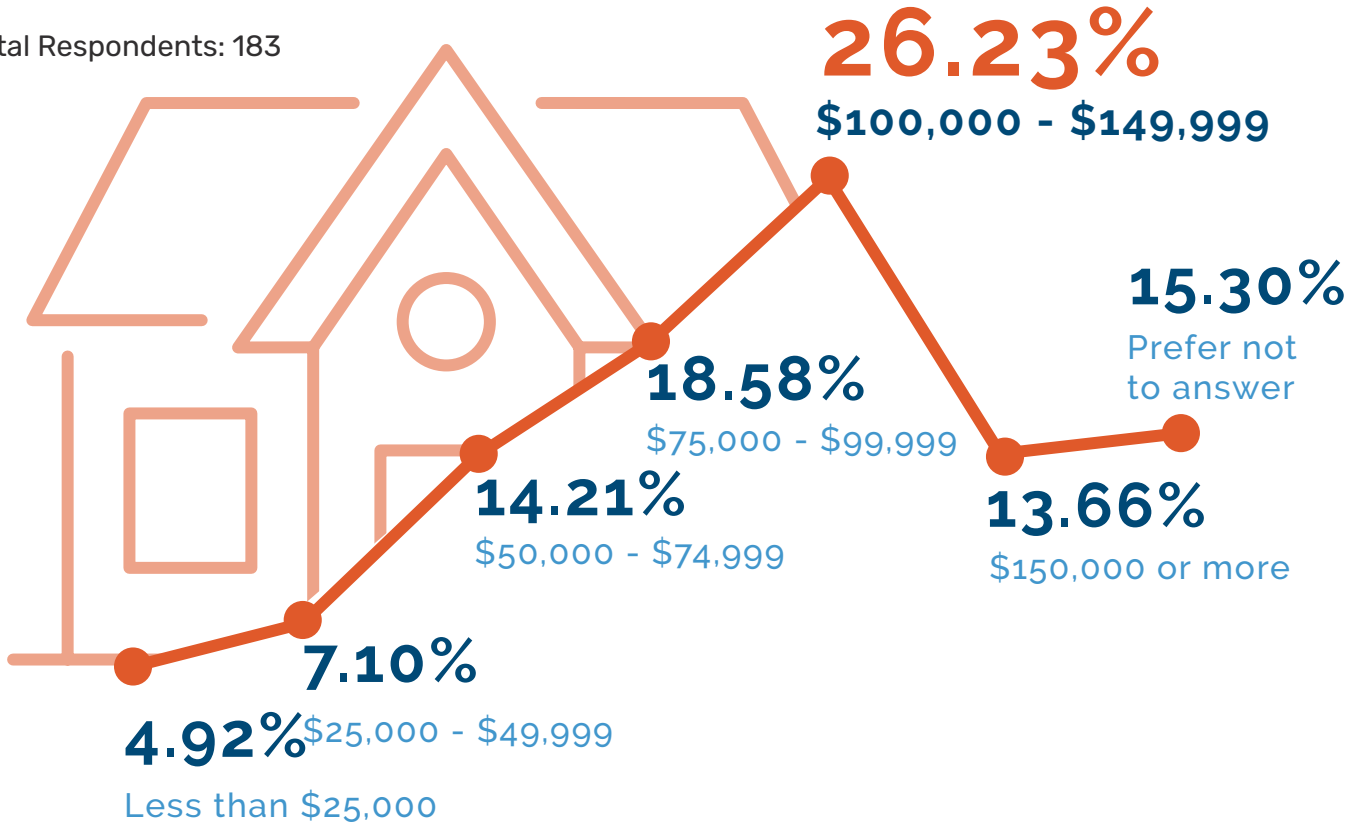 tal Respondents: 183
26.23%
$100,000 - $149,999
15.30%
Prefer not
to answer
18.58%
$75,000 - $99,999
14.21%
$50,000 - $74,999
13.66%
$150,000 or more
7.10%
$25,000 - $49,999
4.92%
Less than $25,000